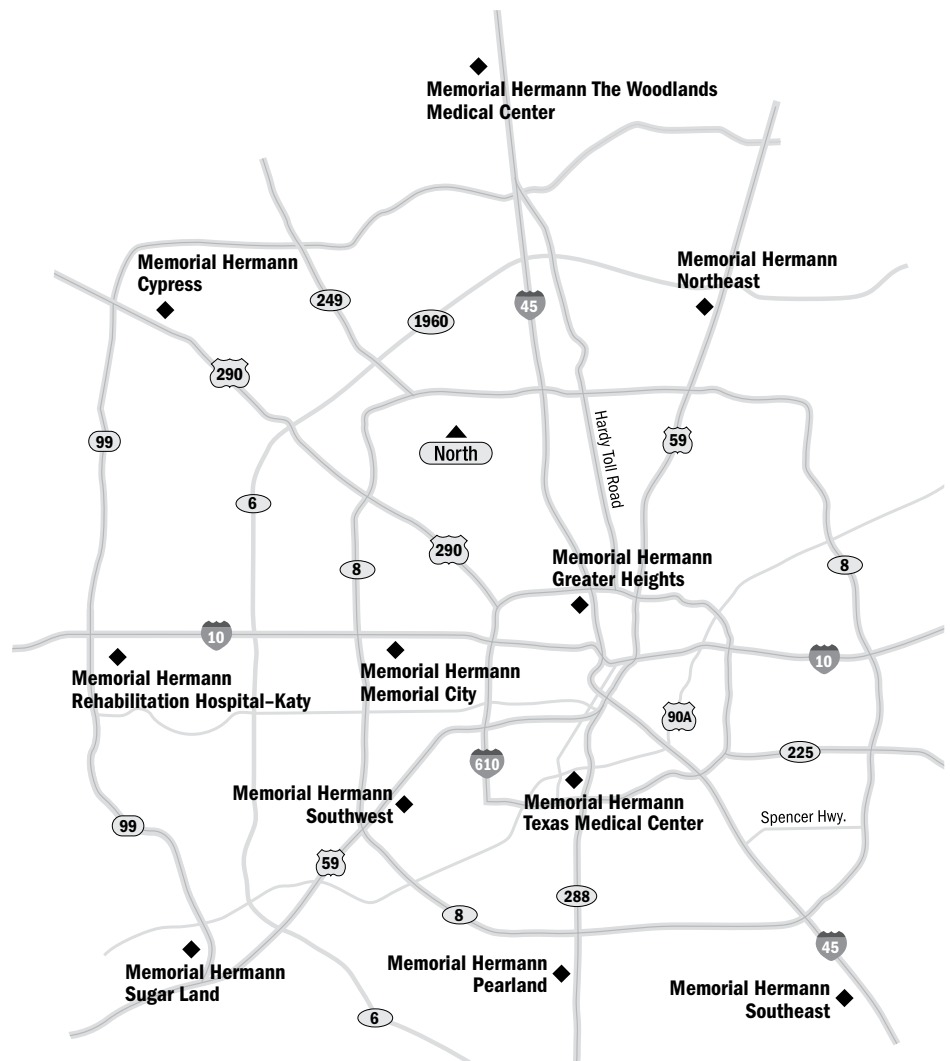 Memorial Hermann The Woodlands
Medical Center
Memorial Hermann
Cypress
Memorial Hermann
Northeast
249
1960
45
290
99
North
Hardy Toll Road
59
6
290
8
Memorial Hermann
Greater Heights
8
10
10
Memorial Hermann
Rehabilitation Hospital–Katy
Memorial Hermann
Memorial City
90A
610
225
Memorial Hermann
Southwest
Memorial Hermann
Texas Medical Center
99
Spencer Hwy.
59
288
8
45
Memorial Hermann
Sugar Land
Memorial Hermann
Pearland
Memorial Hermann
Southeast
6